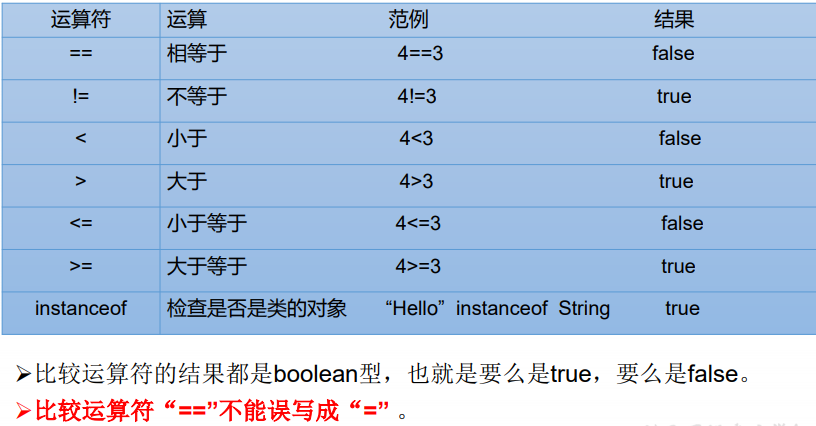 运算符 运算 范例 结果
== 相等于 4==3 false
!= 不等于 4!=3 true
< 小于 4<3 false
> 大于 4>3 true
<= 小于等于 4<=3 false
>= 大于等于 4>=3 true
instanceof 检查是否是类的对象 “Hello” instanceof String true
➢比较运算符的结果都是boolean型，也就是要么是true，要么是false。
➢比较运算符“==”不能误写成“=” 。